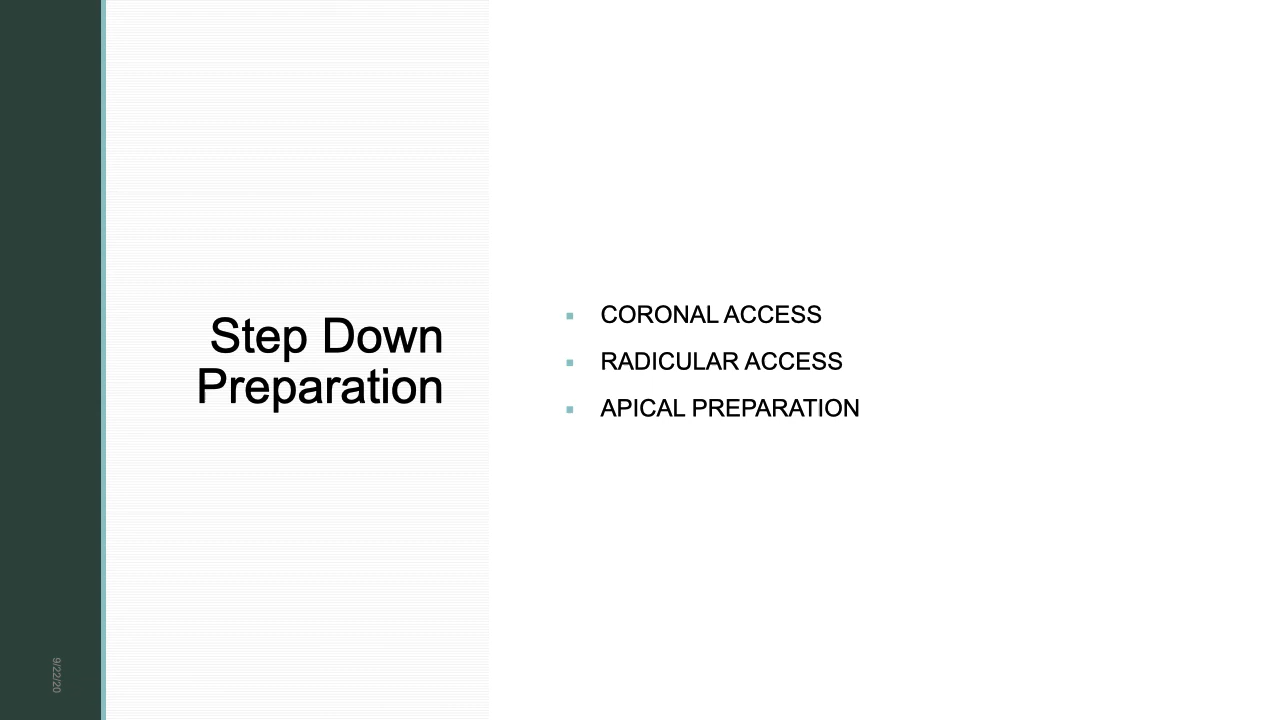 Step Down
Preparation
▪ CORONAL ACCESS
▪ RADICULAR ACCESS
▪ APICAL PREPARATION
9/22/20